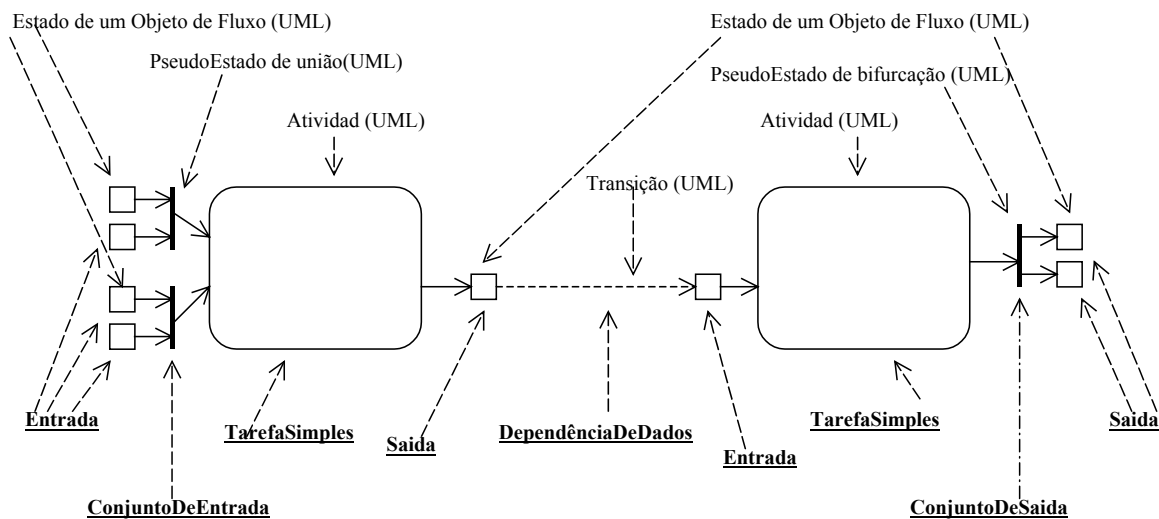 Estado de um Objeto de Fluxo (UML)
Estado de um Objeto de Fluxo (UML)
PseudoEstado de união(UML)
PseudoEstado de bifurcação (UML)
Atividad (UML)
Atividad (UML)
Transição (UML)
Entrada
TarefaSimples
Saida
DependênciaDeDados
Entrada
TarefaSimples
Saida
ConjuntoDeEntrada
ConjuntoDeSaida